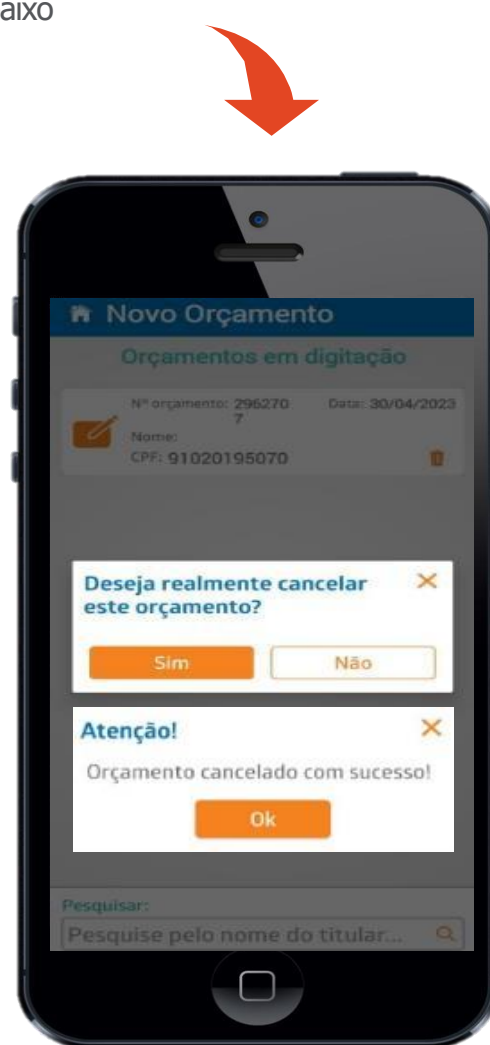 aixo
Novo Orçamento
Orçamentos em digitação
Nº orçamento: 296270 Data: 30/04/2023
7
Nome:
CPF: 91020195070
Deseja realmente cancelar
este orçamento?
Sim Não
Atenção!
Orçamento cancelado com sucesso!
Ok
Pesquisar:
Pesquise pelo nome do titular...